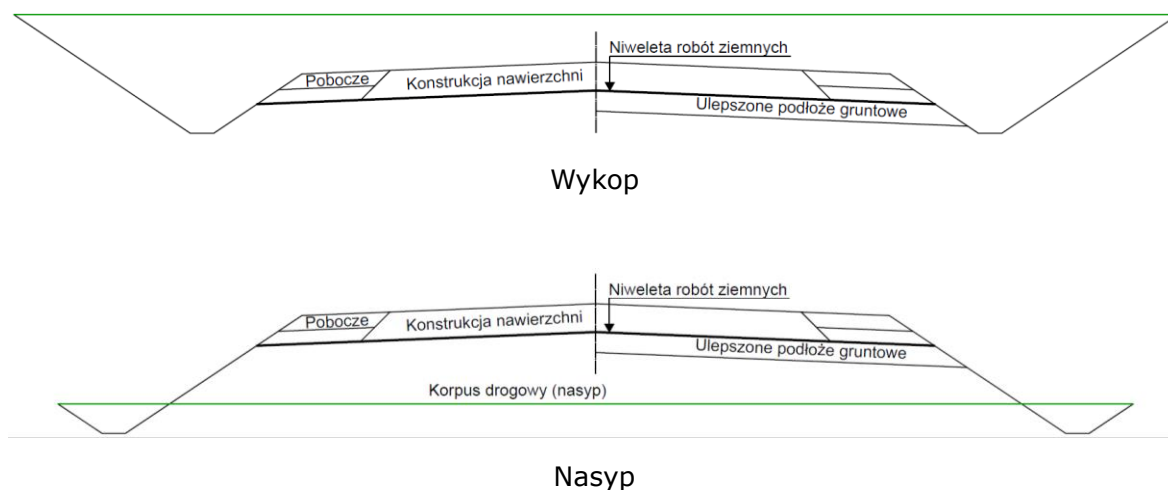 Niweleta robót ziemnych
Pobocze
Konstrukcja nawierzchni
Ulepszone podłoże gruntowe
Wykop
Niweleta robót ziemnych
Pobocze
Konstrukcja nawierzchni
Ulepszone podłoże gruntowe
Korpus drogowy (nasyp)
Nasyp